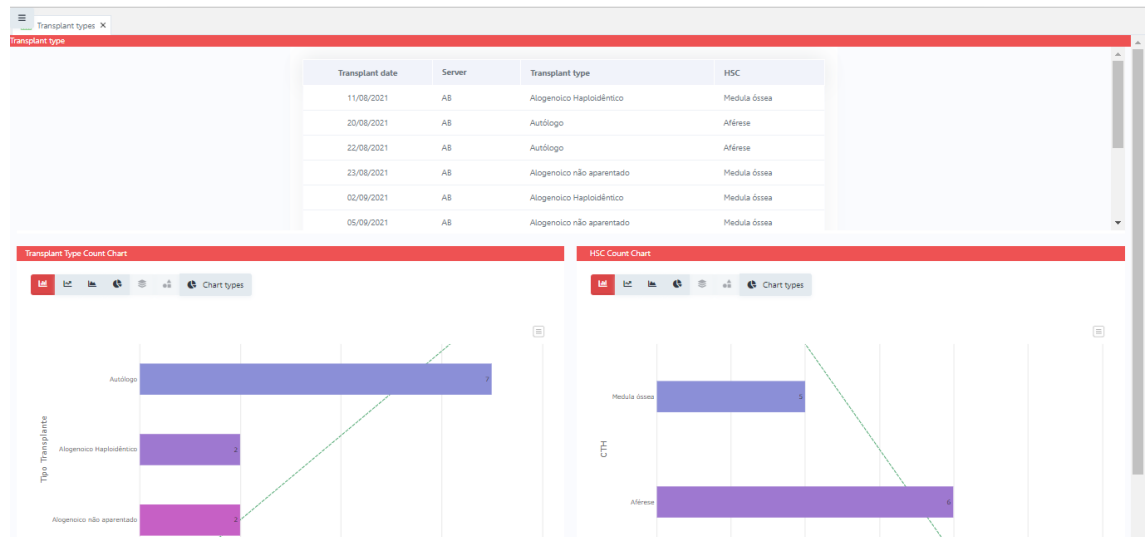 Transplant types ✕
Transplant type
Transplant date Server Transplant type HSC
11/08/2021 AB Alogenoico Haploidêntico Medula óssea
20/08/2021 AB Autólogo Aférese
22/08/2021 AB Autólogo Aférese
23/08/2021 AB Alogenoico não aparentado Medula óssea
02/09/2021 AB Alogenoico Haploidêntico Medula óssea
05/09/2021 AB Alogenoico não aparentado Medula óssea
Transplant Type Count Chart
Chart types
Tipo Transplante
Autólogo 7
Alogenoico Haploidêntico 2
Alogenoico não aparentado 2
HSC Count Chart
Chart types
CTH
Medula óssea 5
Aférese 6